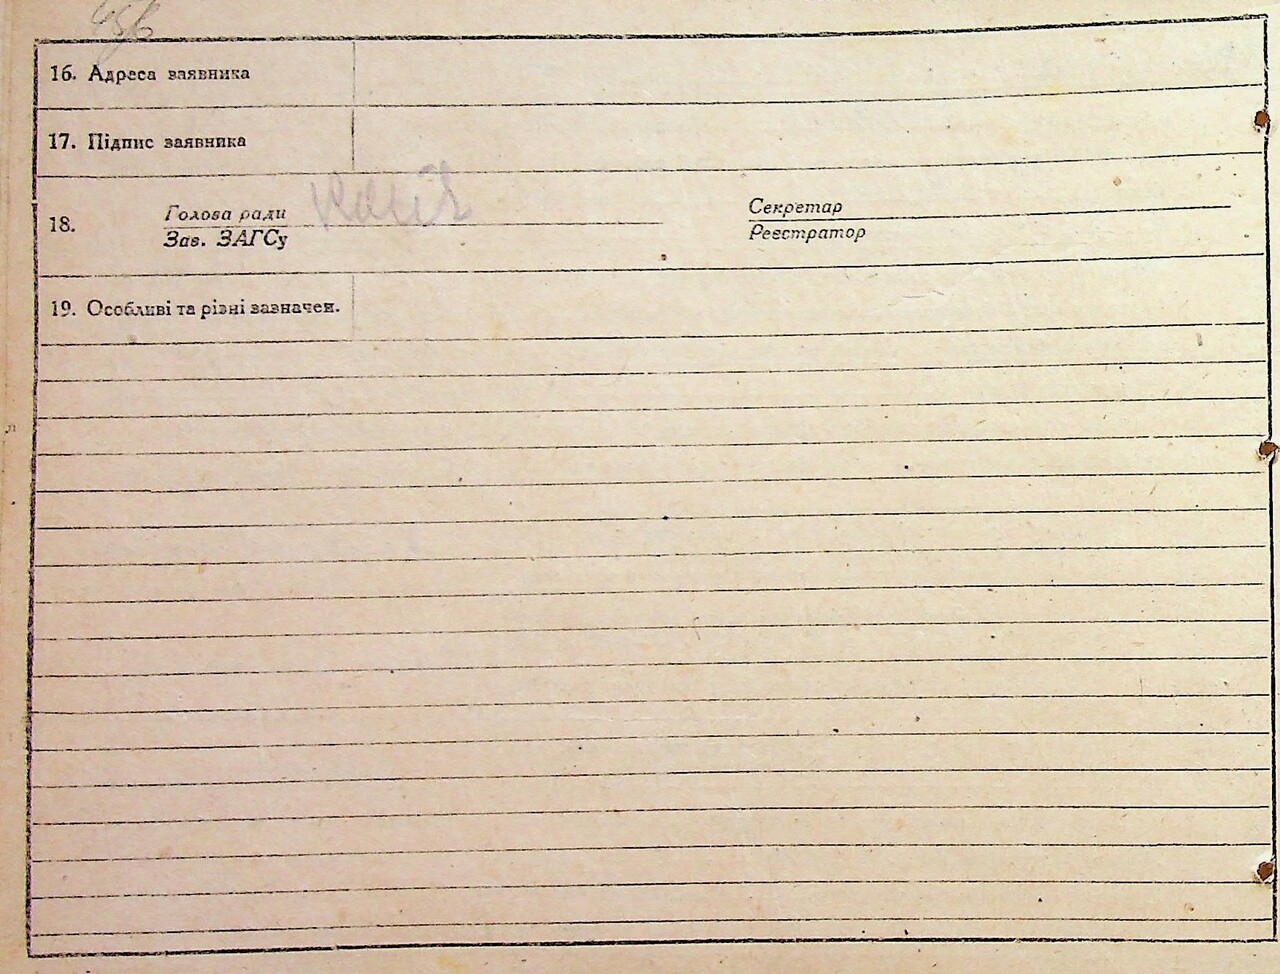 16. Адреса заявника
17. Підпис заявника
18.
Голова ради
Зав. ЗАГСу
Секретар
Реєстратор
19. Особливі та різні зазначен.